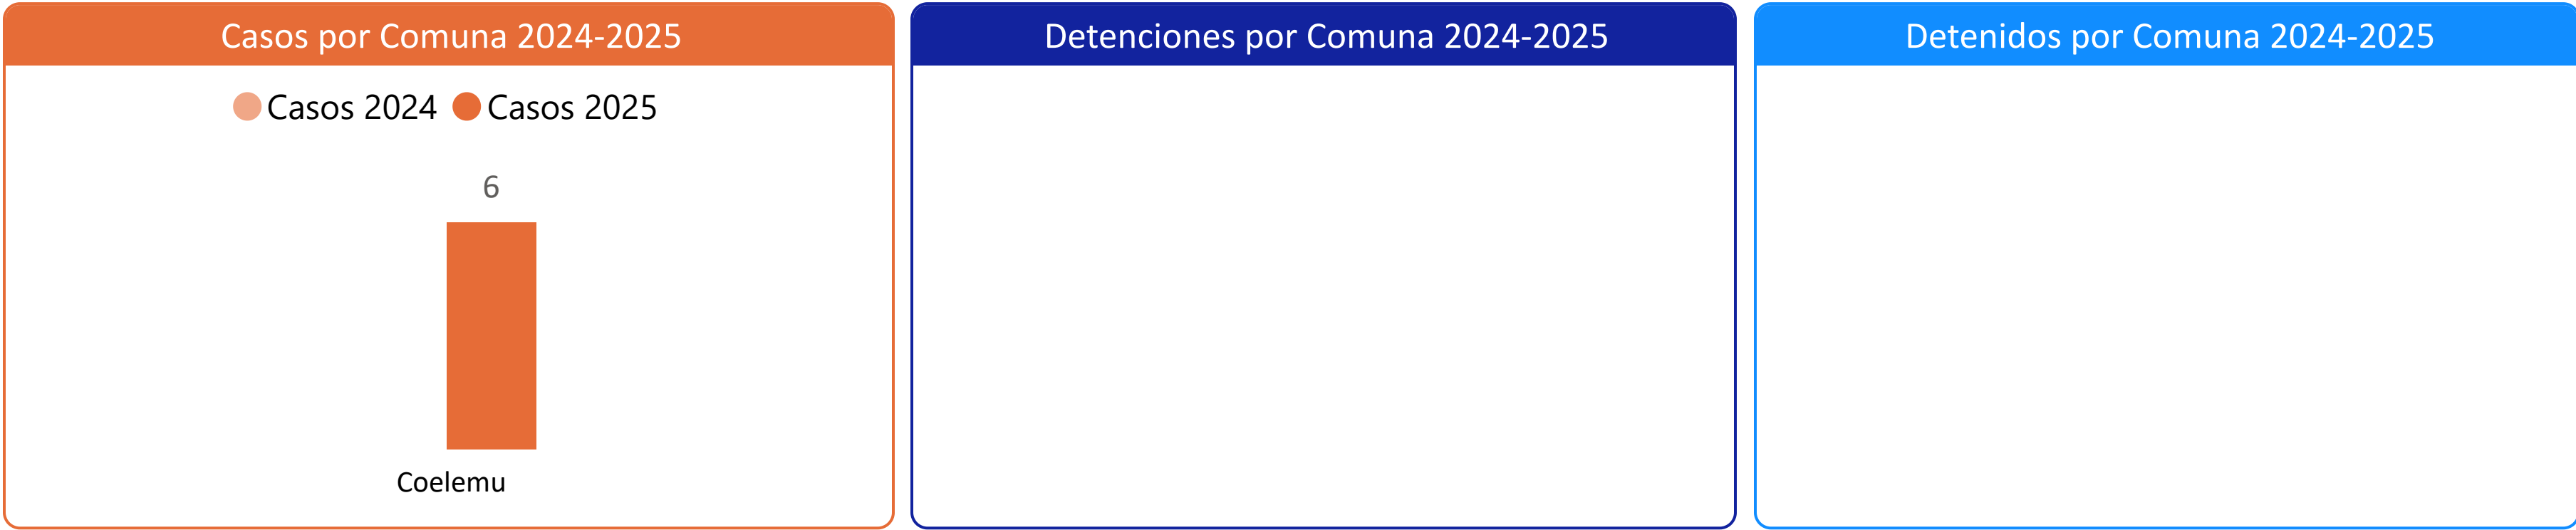 Casos por Comuna 2024-2025
Casos 2024 Casos 2025
6
Coelemu
Detenciones por Comuna 2024-2025
Detenidos por Comuna 2024-2025